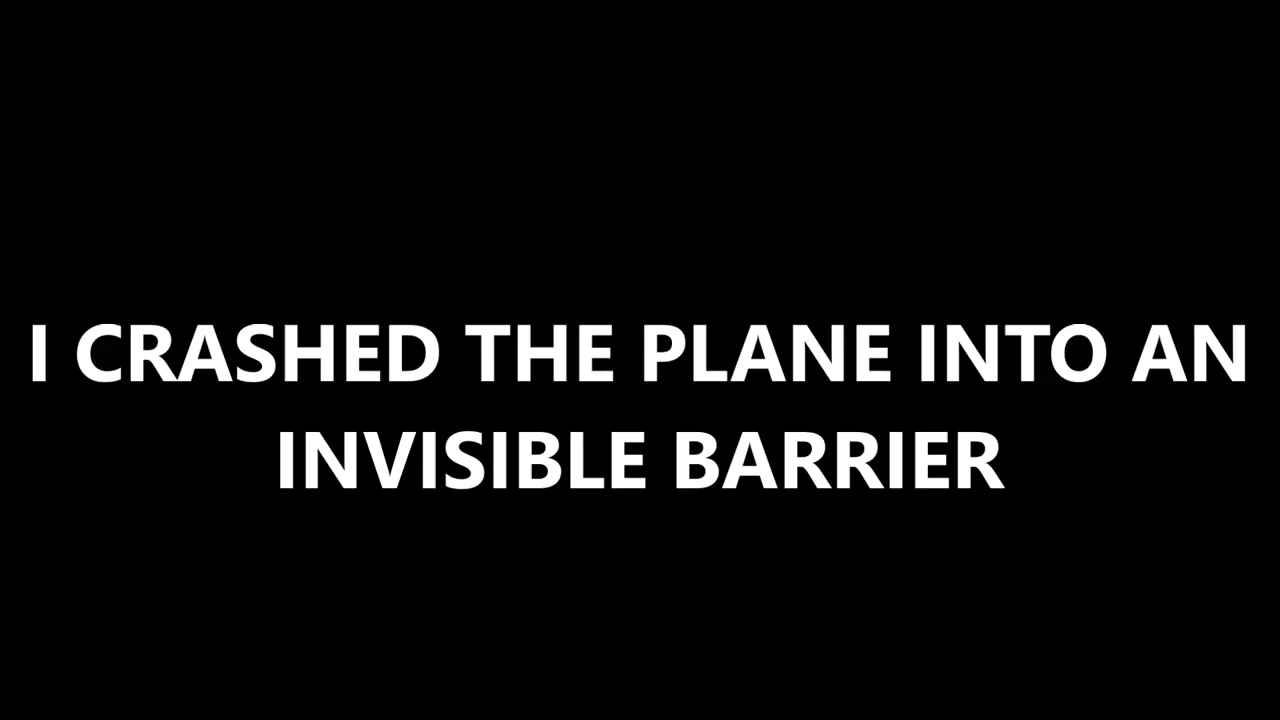 I CRASHED THE PLANE INTO AN
INVISIBLE BARRIER